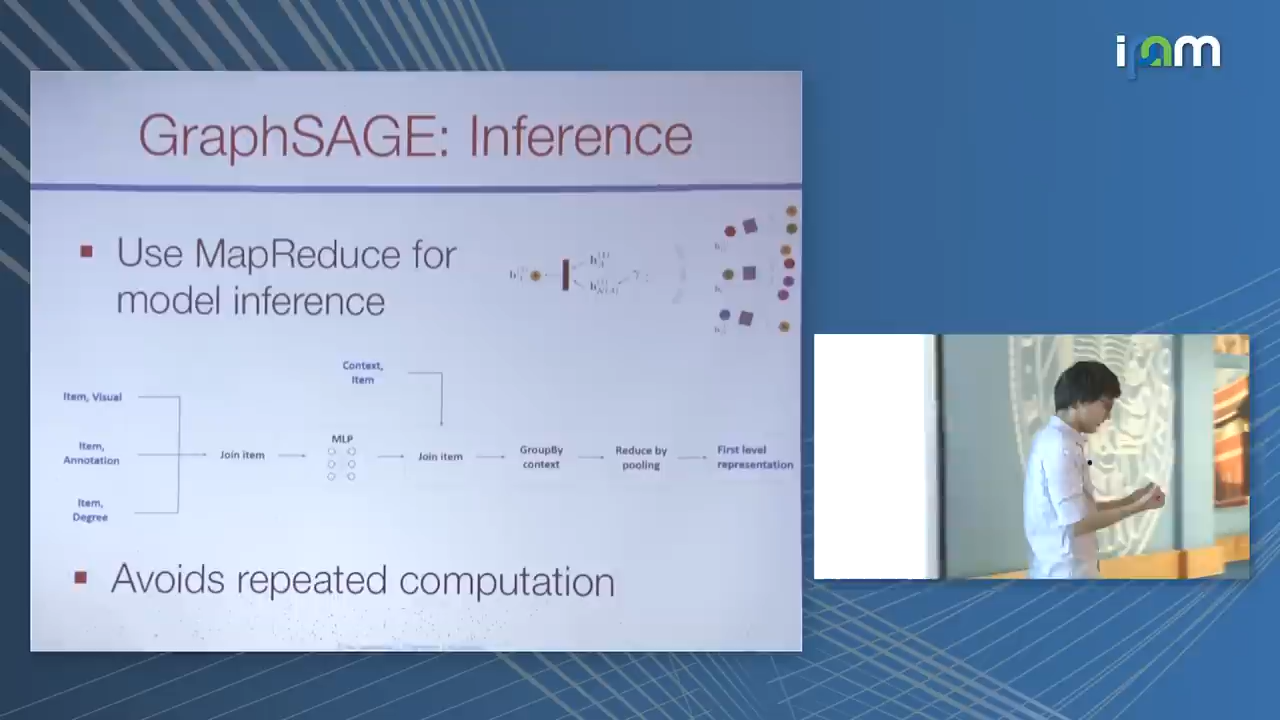 ipam
GraphSAGE: Inference
Use MapReduce for
model inference
Context,
Item
Item, Visual
Item,
Annotation
Item,
Degree
Join item
MLP
Join item
GroupBy
context
Reduce by
pooling
First level
representation
Avoids repeated computation